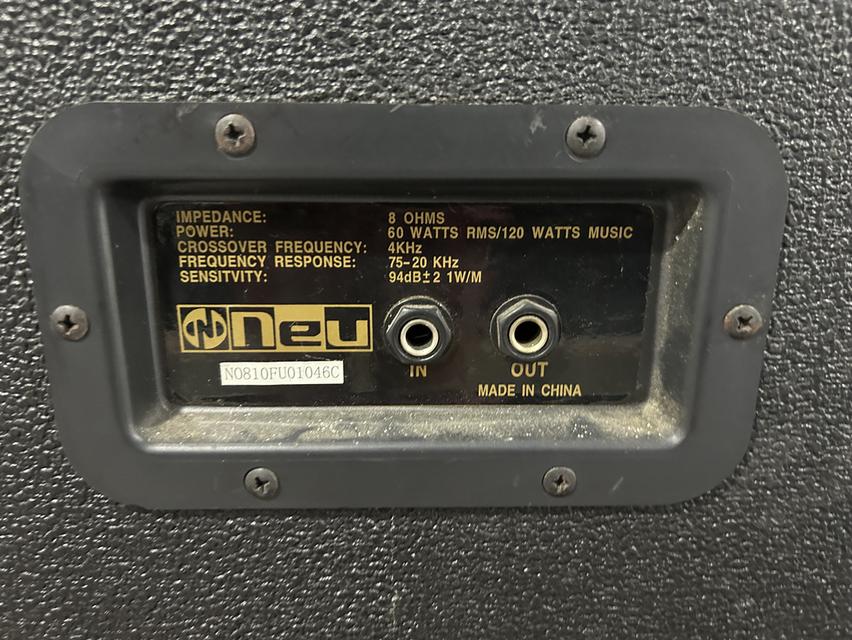 IMPEDANCE: 8 OHMS
POWER: 60 WATTS RMS/120 WATTS MUSIC
CROSSOVER FREQUENCY: 4KHz
FREQUENCY RESPONSE: 75-20 KHz
SENSITVITY: 94dB±2 1W/M
Neu
N0810FU01046C
IN OUT
MADE IN CHINA